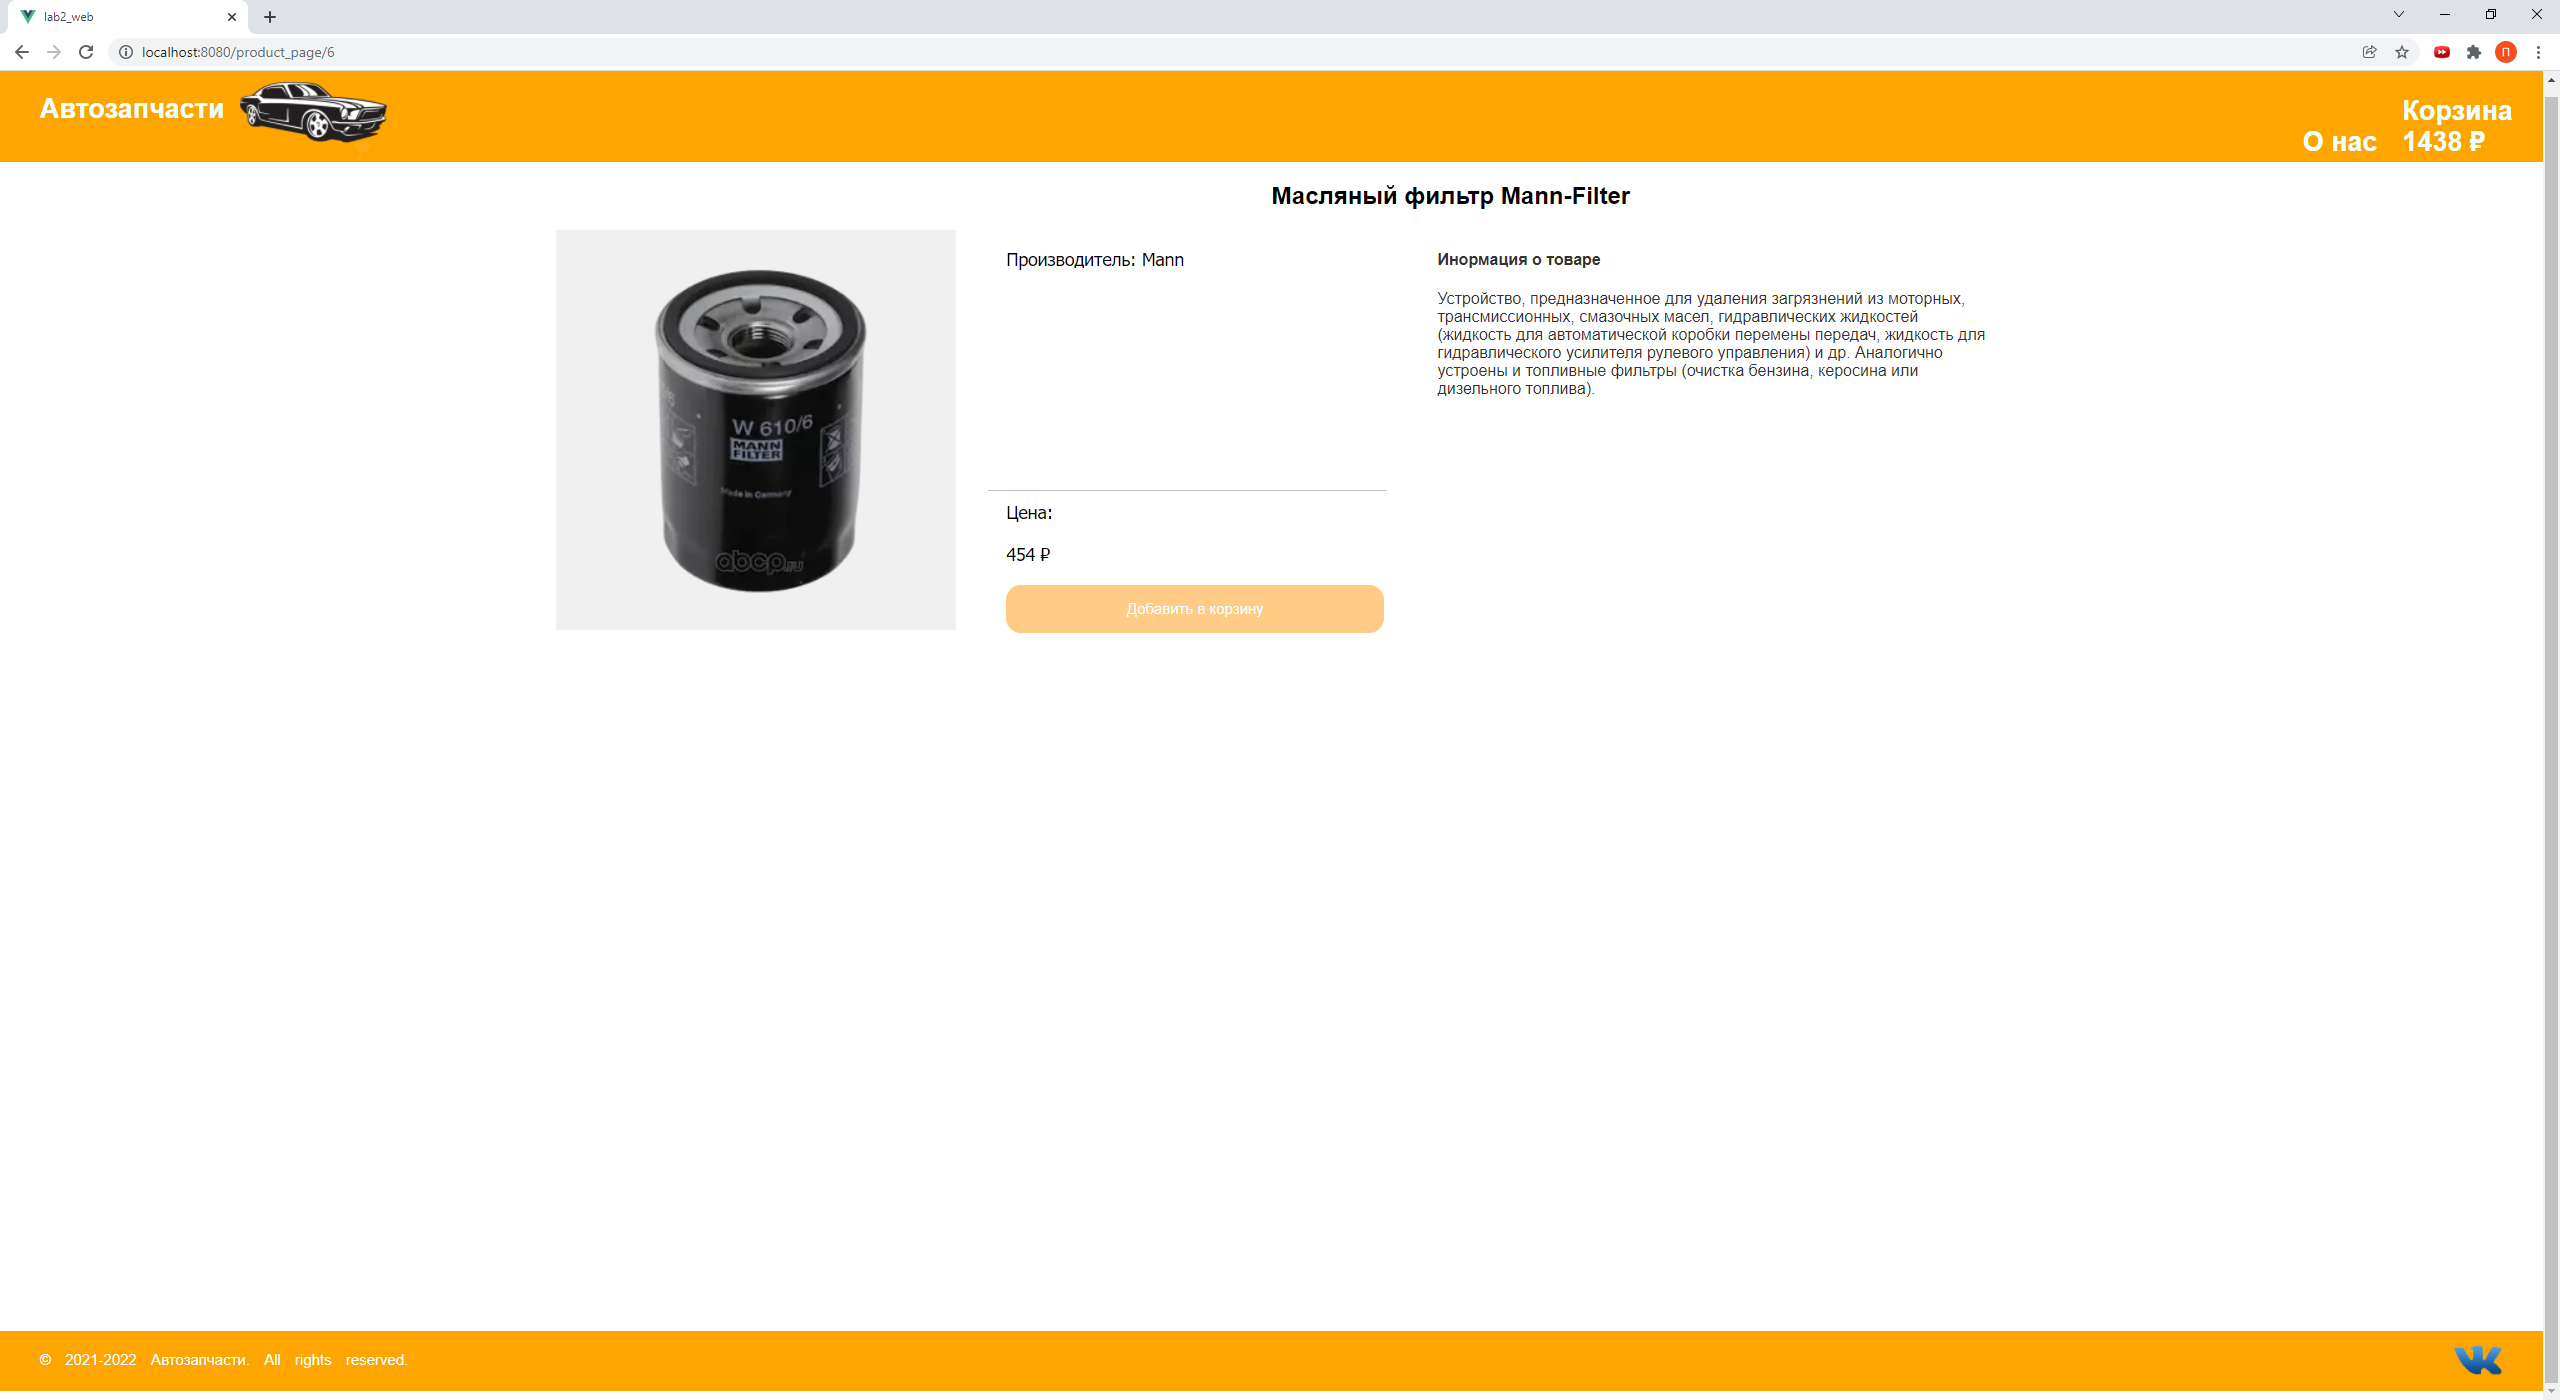 lab2_web
localhost:8080/product_page/6
П
Автозапчасти
О нас
Корзина
1438 ₽
Масляный фильтр Mann-Filter
W 610/6
MANN
FILTER
Made in Germany
abcp.ru
Производитель: Mann
Цена:
454 ₽
Добавить в корзину
Инормация о товаре
Устройство, предназначенное для удаления загрязнений из моторных,
трансмиссионных, смазочных масел, гидравлических жидкостей
(жидкость для автоматической коробки перемены передач, жидкость для
гидравлического усилителя рулевого управления) и др. Аналогично
устроены и топливные фильтры (очистка бензина, керосина или
дизельного топлива).
© 2021-2022 Автозапчасти. All rights reserved.